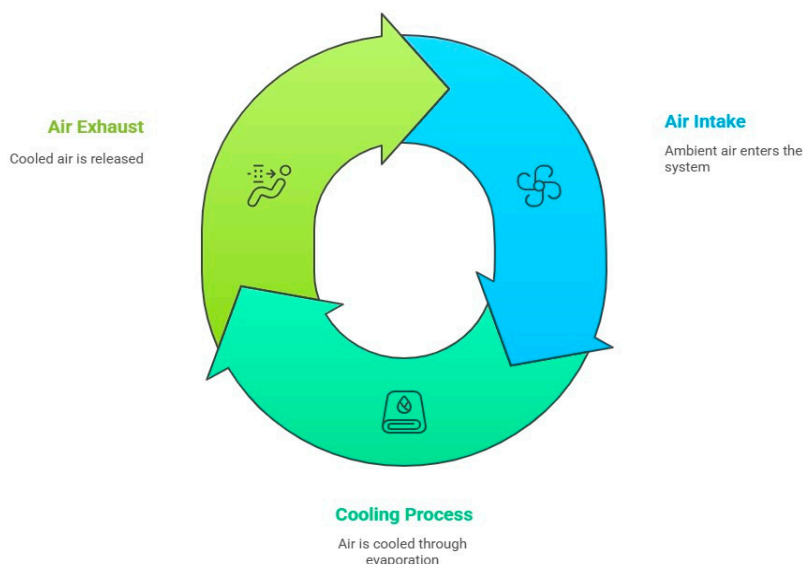 Air Exhaust
Cooled air is released
Air Intake
Ambient air enters the
system
Cooling Process
Air is cooled through
evaporation